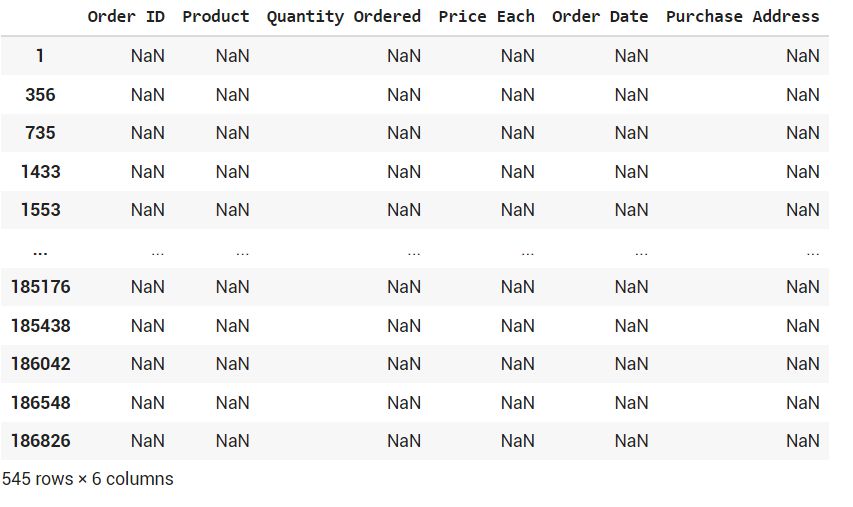 Order ID Product Quantity Ordered Price Each Order Date Purchase Address
1 NaN NaN NaN NaN NaN NaN
356 NaN NaN NaN NaN NaN NaN
735 NaN NaN NaN NaN NaN NaN
1433 NaN NaN NaN NaN NaN NaN
1553 NaN NaN NaN NaN NaN NaN
... ... ... ... ... ... ...
185176 NaN NaN NaN NaN NaN NaN
185438 NaN NaN NaN NaN NaN NaN
186042 NaN NaN NaN NaN NaN NaN
186548 NaN NaN NaN NaN NaN NaN
186826 NaN NaN NaN NaN NaN NaN
545 rows × 6 columns